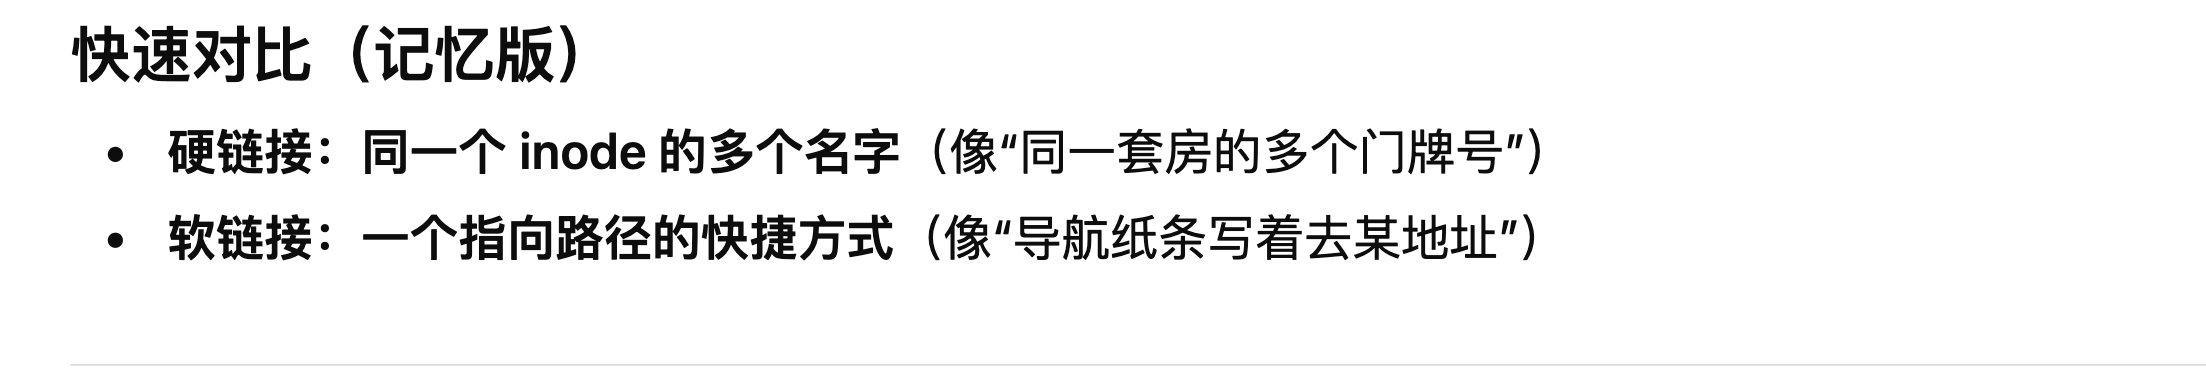 快速对比（记忆版）
• 硬链接：同一个 inode 的多个名字（像“同一套房的多个门牌号”）
• 软链接：一个指向路径的快捷方式（像“导航纸条写着去某地址”）